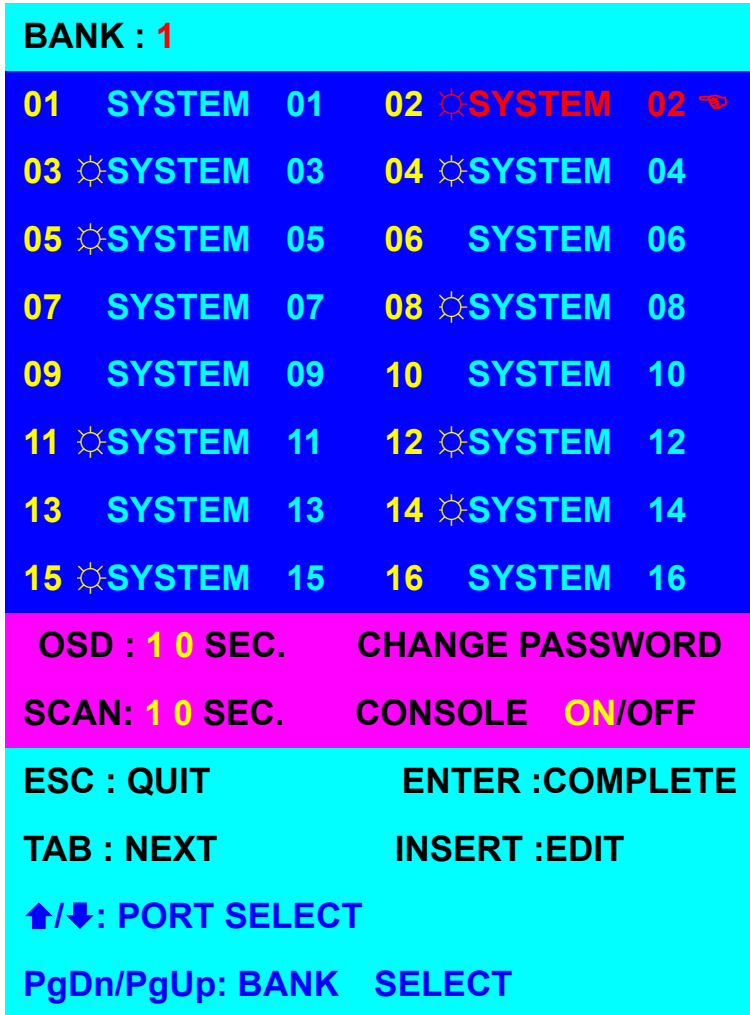 BANK : 1
01 SYSTEM 01 02 ☼SYSTEM 02 ☜
03 ☼SYSTEM 03 04 ☼SYSTEM 04
05 ☼SYSTEM 05 06 SYSTEM 06
07 SYSTEM 07 08 ☼SYSTEM 08
09 SYSTEM 09 10 SYSTEM 10
11 ☼SYSTEM 11 12 ☼SYSTEM 12
13 SYSTEM 13 14 ☼SYSTEM 14
15 ☼SYSTEM 15 16 SYSTEM 16
OSD : 1 0 SEC. CHANGE PASSWORD
SCAN: 1 0 SEC. CONSOLE ON/OFF
ESC : QUIT ENTER :COMPLETE
TAB : NEXT INSERT :EDIT
⬆/⬇: PORT SELECT
PgDn/PgUp: BANK SELECT